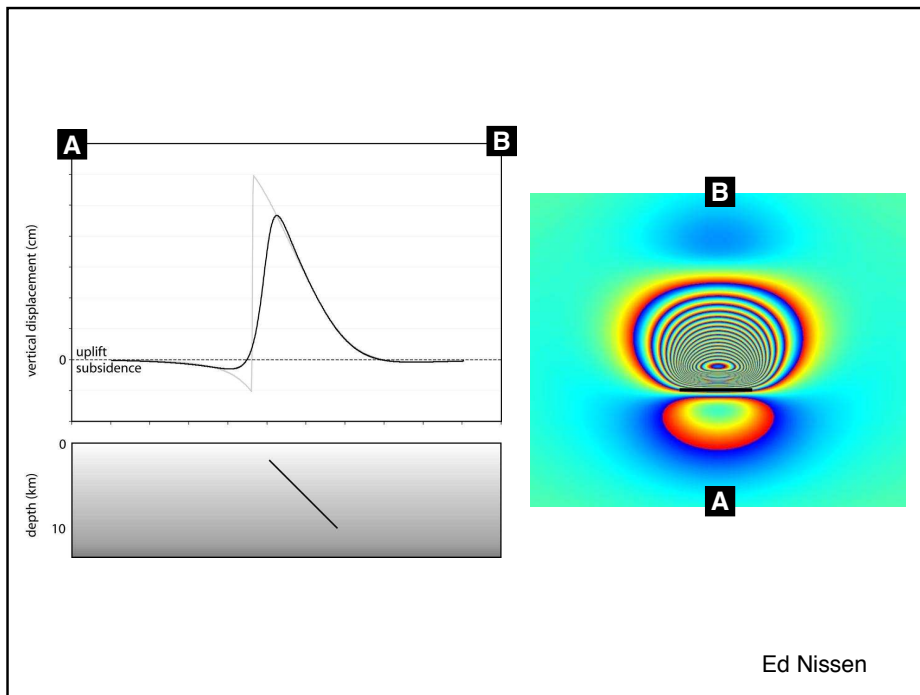 A
B
vertical displacement (cm)
0
uplift
subsidence
0
depth (km)
10
B
A
Ed Nissen